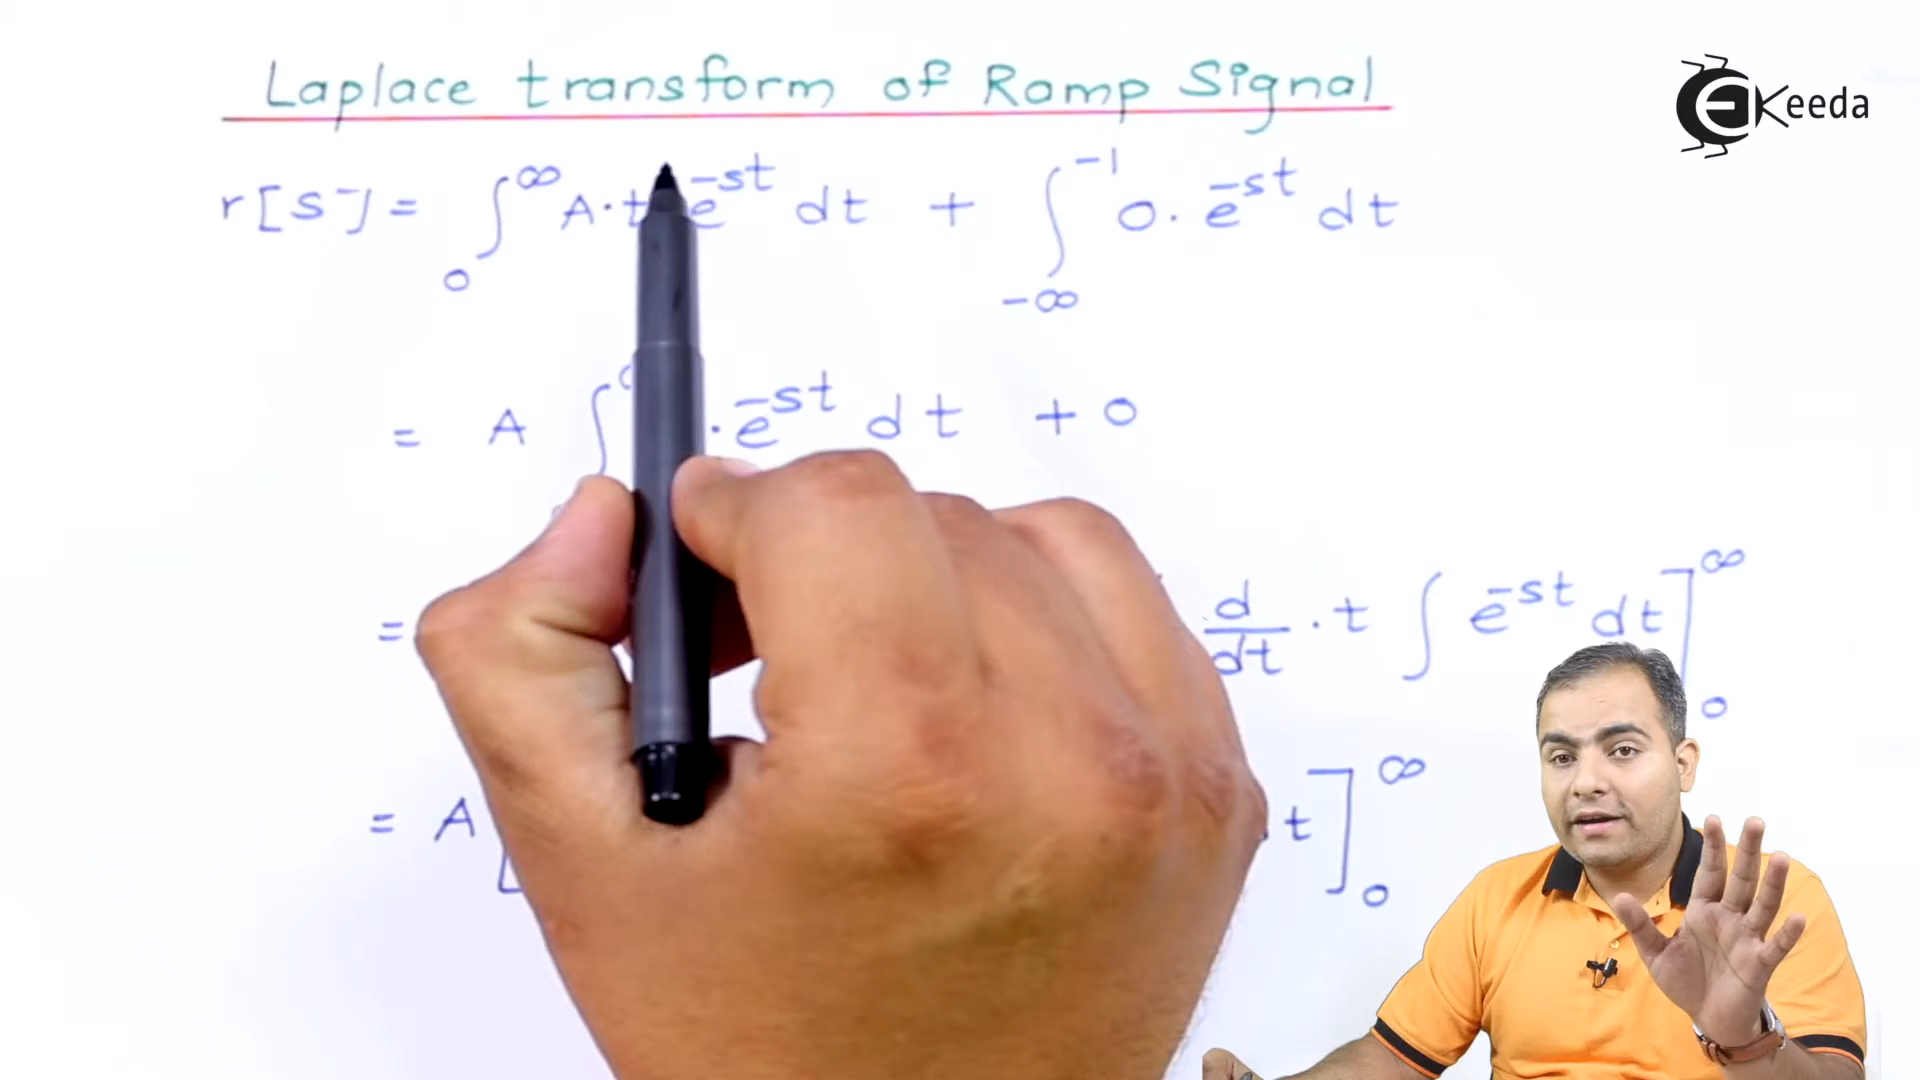 Laplace transform of Ramp Signal
EKeeda
r[s] = ∫₀^∞ A·t e^-st dt + ∫_-∞^-1 0·e^-st dt
= A ∫ · e^-st dt + 0
= d/dt · t ∫ e^-st dt ]₀^∞
= A [ t ]₀^∞